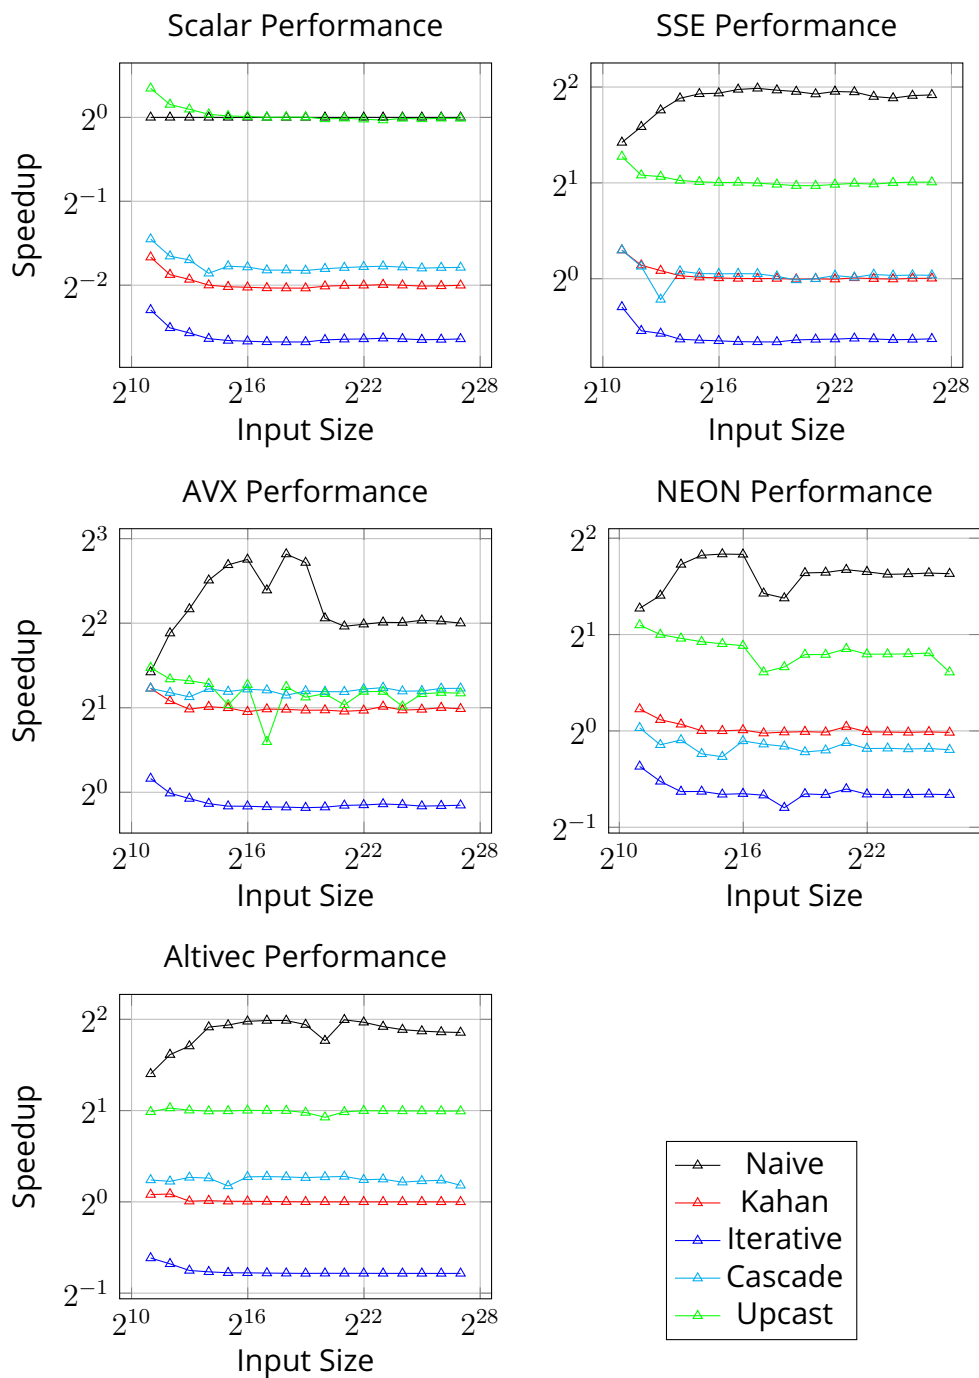 Scalar Performance
2^0
2^−1
2^−2
Speedup
2^10 2^16 2^22 2^28
Input Size
SSE Performance
2^2
2^1
2^0
2^10 2^16 2^22 2^28
Input Size
AVX Performance
2^3
2^2
2^1
2^0
Speedup
2^10 2^16 2^22 2^28
Input Size
NEON Performance
2^2
2^1
2^0
2^−1
2^10 2^16 2^22
Input Size
Altivec Performance
2^2
2^1
2^0
2^−1
Speedup
2^10 2^16 2^22 2^28
Input Size
Naive
Kahan
Iterative
Cascade
Upcast